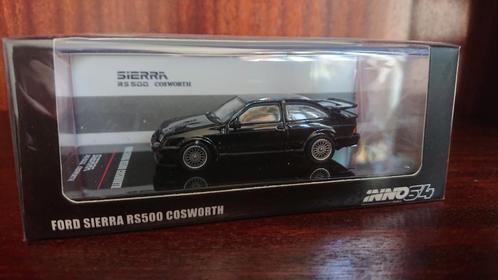 SIERRA
RS500 COSWORTH
FORD SIERRA RS500 COSWORTH
INNO64